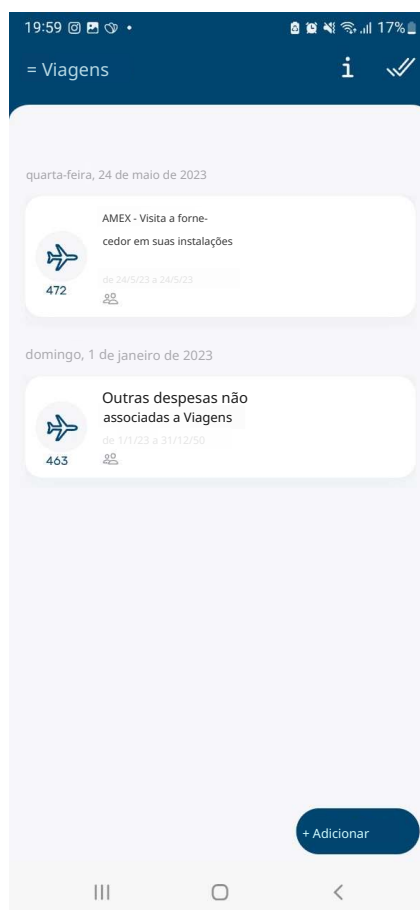 19:59
17%
= Viagens
i
quarta-feira, 24 de maio de 2023
AMEX - Visita a forne-
cedor em suas instalações
de 24/5/23 a 24/5/23
472
domingo, 1 de janeiro de 2023
Outras despesas não
associadas a Viagens
de 1/1/23 a 31/12/50
463
+ Adicionar